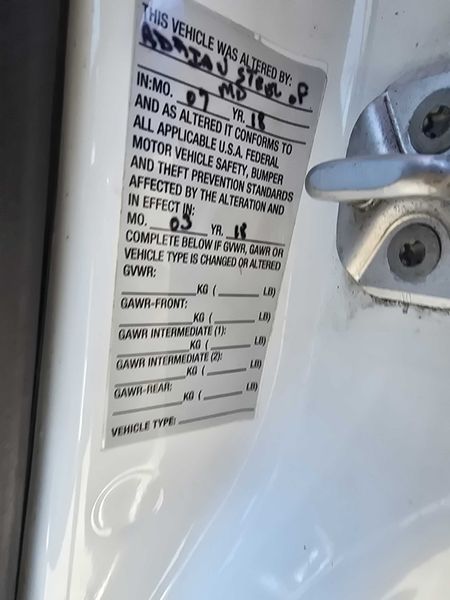 THIS VEHICLE WAS ALTERED BY:
ADRIAN STEEL OF
MD
IN:MO. 07 YR. 18
AND AS ALTERED IT CONFORMS TO
ALL APPLICABLE U.S.A. FEDERAL
MOTOR VEHICLE SAFETY, BUMPER
AND THEFT PREVENTION STANDARDS
AFFECTED BY THE ALTERATION AND
IN EFFECT IN:
MO. 05 YR. 18
COMPLETE BELOW IF GVWR, GAWR OR
VEHICLE TYPE IS CHANGED OR ALTERED
GVWR:
KG ( LB)
GAWR-FRONT:
KG ( LB)
GAWR INTERMEDIATE (1):
KG ( LB)
GAWR INTERMEDIATE (2):
KG ( LB)
GAWR-REAR:
KG ( LB)
VEHICLE TYPE: